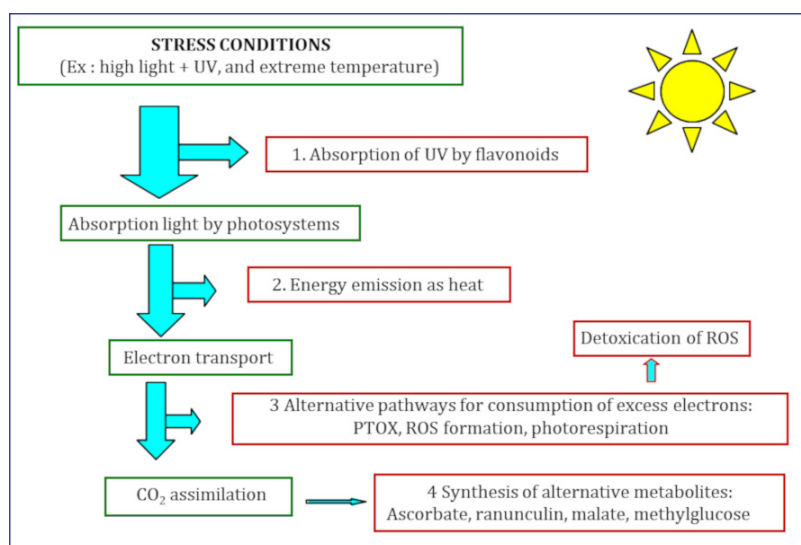 STRESS CONDITIONS
(Ex : high light + UV, and extreme temperature)
1. Absorption of UV by flavonoids
Absorption light by photosystems
2. Energy emission as heat
Detoxication of ROS
Electron transport
3 Alternative pathways for consumption of excess electrons:
PTOX, ROS formation, photorespiration
CO₂ assimilation
4 Synthesis of alternative metabolites:
Ascorbate, ranunculin, malate, methylglucose